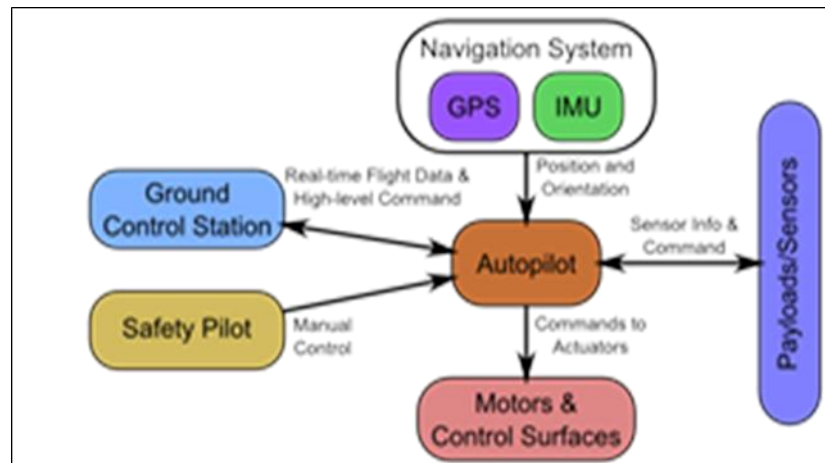 Navigation System
GPS
IMU
Position and
Orientation
Real-time Flight Data &
High-level Command
Ground
Control Station
Autopilot
Sensor Info &
Command
Payloads/Sensors
Safety Pilot
Manual
Control
Commands to
Actuators
Motors &
Control Surfaces